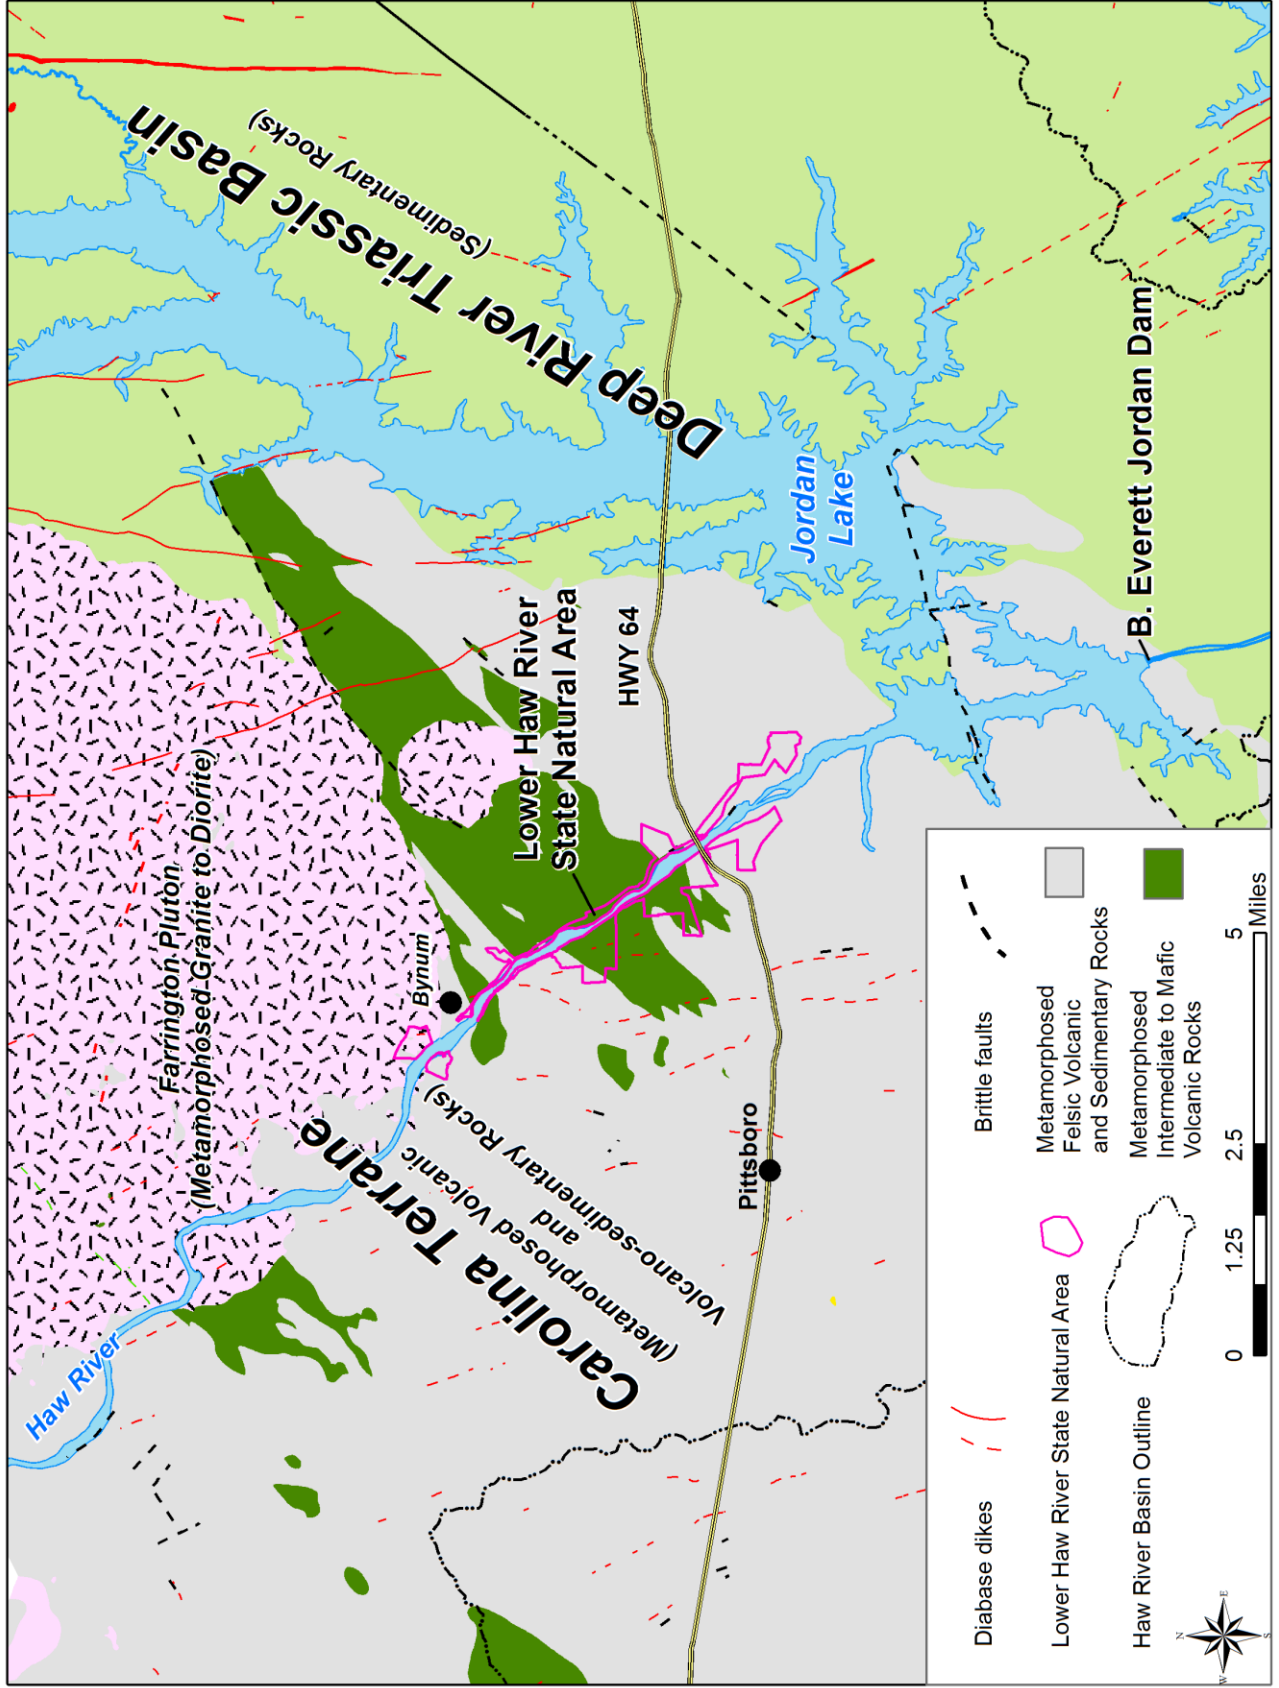 Haw River
Farrington Pluton
(Metamorphosed Granite to Diorite)
Deep River Triassic Basin
(Sedimentary Rocks)
Carolina Terrane
(Metamorphosed Volcanic
and
Volcano-sedimentary Rocks)
Bynum
Lower Haw River
State Natural Area
HWY 64
Pittsboro
Jordan
Lake
B. Everett Jordan Dam
Diabase dikes
Brittle faults
Lower Haw River State Natural Area
Metamorphosed
Felsic Volcanic
and Sedimentary Rocks
Haw River Basin Outline
Metamorphosed
Intermediate to Mafic
Volcanic Rocks
N
W
E
S
0 1.25 2.5 5
Miles